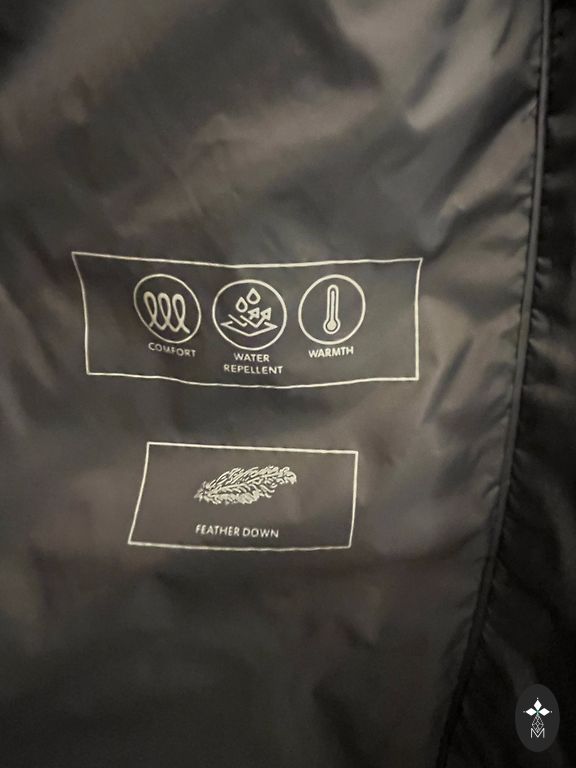 COMFORT
WATER
REPELLENT
WARMTH
FEATHER DOWN
M